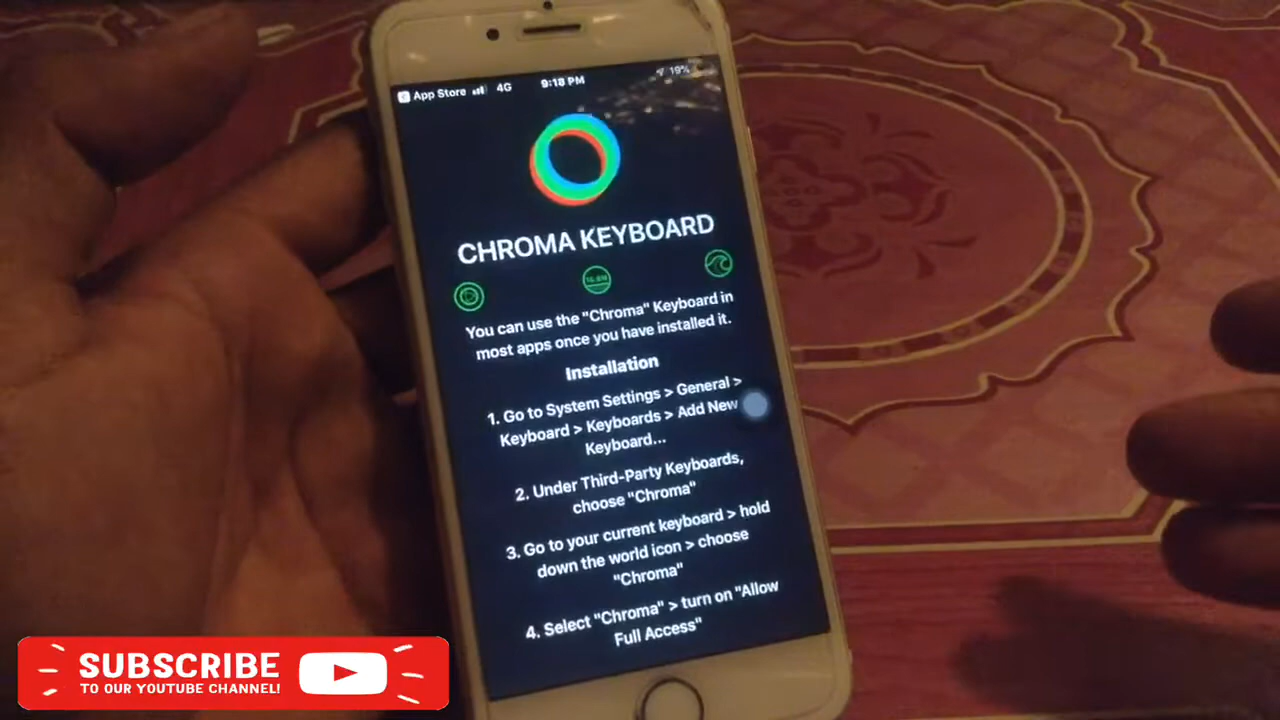 App Store 4G 9:18 PM 19%
CHROMA KEYBOARD
You can use the "Chroma" Keyboard in
most apps once you have installed it.
Installation
1. Go to System Settings > General >
Keyboard > Keyboards > Add New
Keyboard...
2. Under Third-Party Keyboards,
choose "Chroma"
3. Go to your current keyboard > hold
down the world icon > choose
"Chroma"
4. Select "Chroma" > turn on "Allow
Full Access"
SUBSCRIBE
TO OUR YOUTUBE CHANNEL!